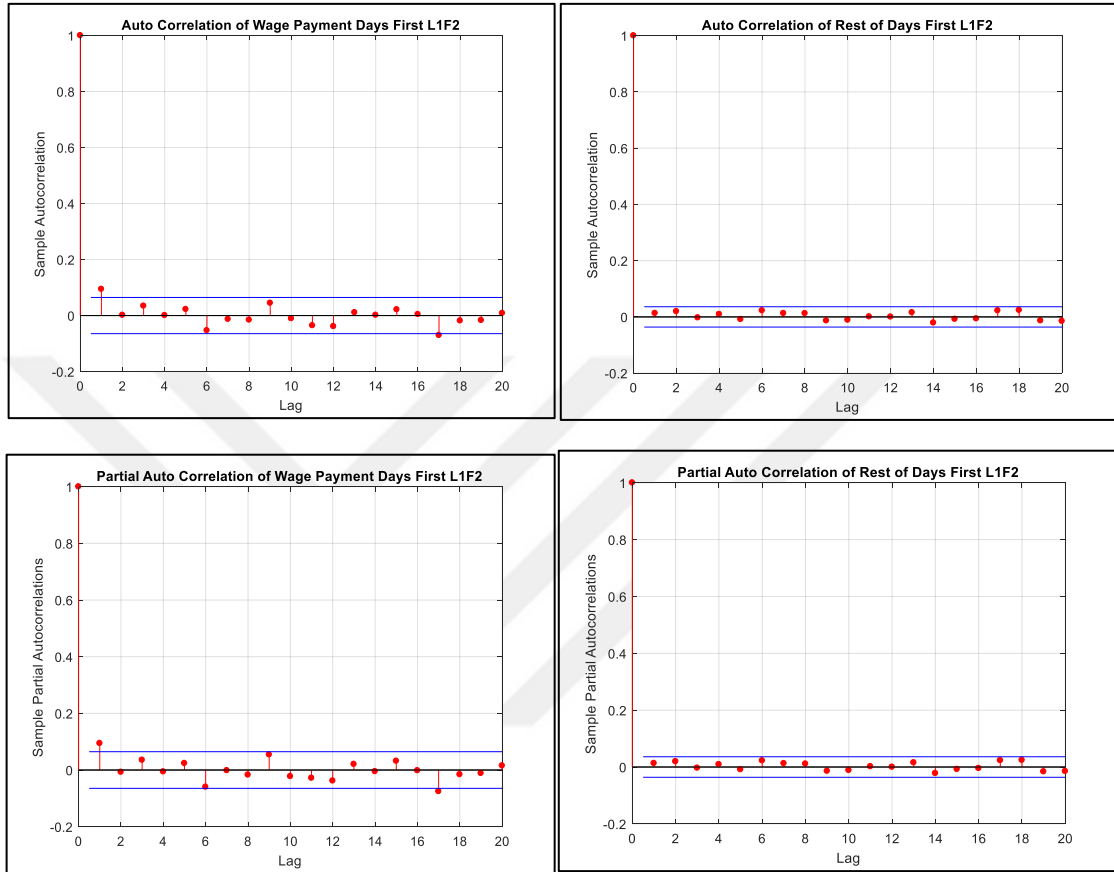 Auto Correlation of Wage Payment Days First L1F2
1
0.8
0.6
0.4
0.2
0
-0.2
Sample Autocorrelation
0 2 4 6 8 10 12 14 16 18 20
Lag
Auto Correlation of Rest of Days First L1F2
1
0.8
0.6
0.4
0.2
0
-0.2
Sample Autocorrelation
0 2 4 6 8 10 12 14 16 18 20
Lag
Partial Auto Correlation of Wage Payment Days First L1F2
1
0.8
0.6
0.4
0.2
0
-0.2
Sample Partial Autocorrelations
0 2 4 6 8 10 12 14 16 18 20
Lag
Partial Auto Correlation of Rest of Days First L1F2
1
0.8
0.6
0.4
0.2
0
-0.2
Sample Partial Autocorrelations
0 2 4 6 8 10 12 14 16 18 20
Lag